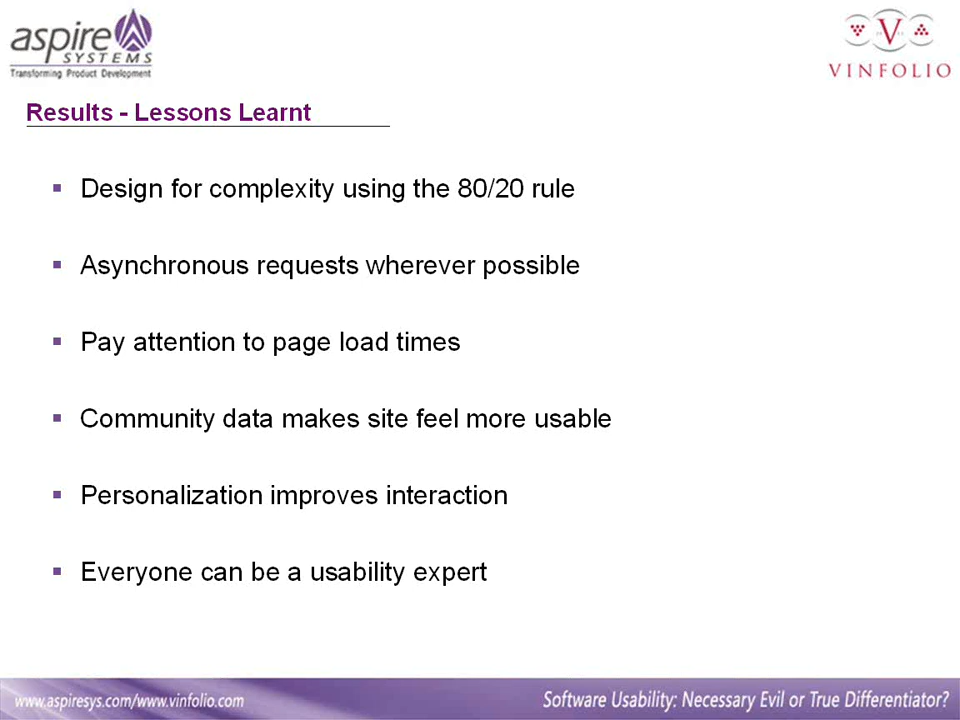 aspire
SYSTEMS
Transforming Product Development
V
VINFOLIO
Results - Lessons Learnt
Design for complexity using the 80/20 rule
Asynchronous requests wherever possible
Pay attention to page load times
Community data makes site feel more usable
Personalization improves interaction
Everyone can be a usability expert
www.aspiresys.com/www.vinfolio.com
Software Usability: Necessary Evil or True Differentiator?